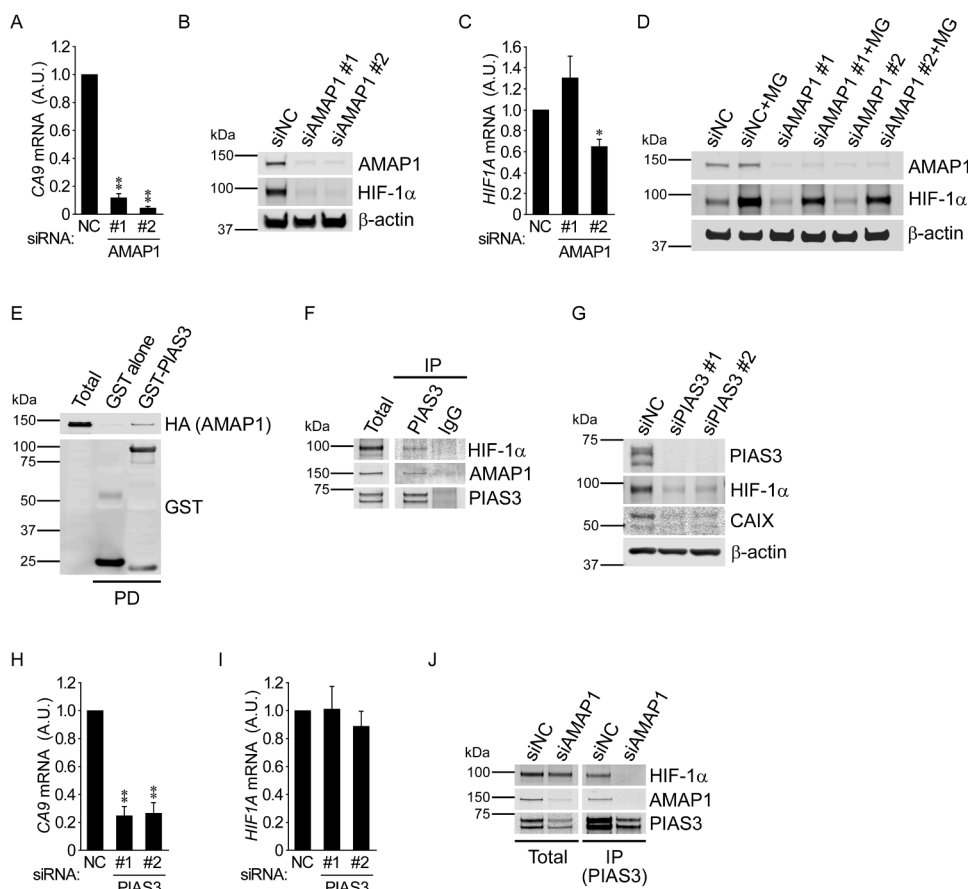 A
CA9 mRNA (A.U.)
1.2
1.0
0.8
0.6
0.4
0.2
0
**
**
NC #1 #2
siRNA:
AMAP1
B
siNC
siAMAP1 #1
siAMAP1 #2
kDa
150
100
37
AMAP1
HIF-1α
β-actin
C
HIF1A mRNA (A.U.)
1.6
1.4
1.2
1.0
0.8
0.6
0.4
0.2
0
*
NC #1 #2
siRNA:
AMAP1
D
siNC
siNC+MG
siAMAP1 #1
siAMAP1 #1+MG
siAMAP1 #2
siAMAP1 #2+MG
kDa
150
100
37
AMAP1
HIF-1α
β-actin
E
Total
GST alone
GST-PIAS3
kDa
150
100
75
50
37
25
HA (AMAP1)
GST
PD
F
IP
Total
PIAS3
IgG
kDa
100
150
75
HIF-1α
AMAP1
PIAS3
G
siNC
siPIAS3 #1
siPIAS3 #2
kDa
75
100
50
37
PIAS3
HIF-1α
CAIX
β-actin
H
CA9 mRNA (A.U.)
1.2
1.0
0.8
0.6
0.4
0.2
0
**
**
NC #1 #2
siRNA:
PIAS3
I
HIF1A mRNA (A.U.)
1.2
1.0
0.8
0.6
0.4
0.2
0
NC #1 #2
siRNA:
PIAS3
J
siNC
siAMAP1
siNC
siAMAP1
kDa
100
150
75
HIF-1α
AMAP1
PIAS3
Total
IP
(PIAS3)